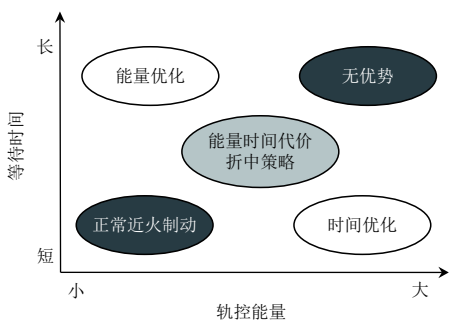 长
能量优化
无优势
能量时间代价
折中策略
等待时间
正常近火制动
时间优化
短
小
大
轨控能量